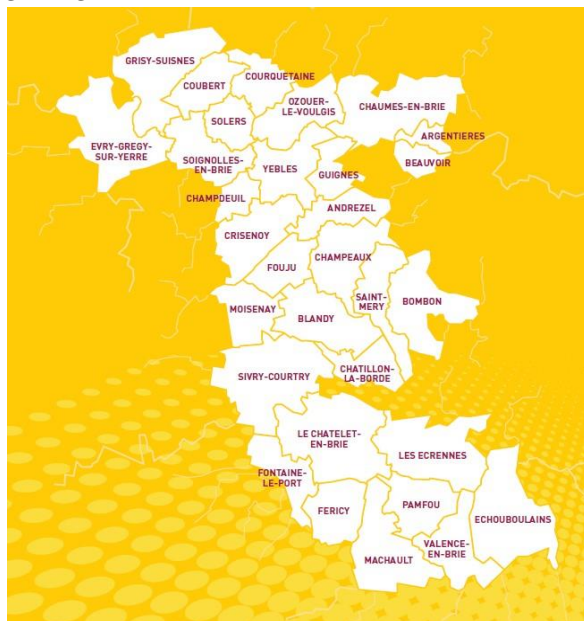 GRISY-SUISNES
COUBERT
COURQUETAINE
OZOUER-
LE-VOULGIS
CHAUMES-EN-BRIE
SOLERS
ARGENTIERES
EVRY-GREGY-
SUR-YERRE
SOIGNOLLES-
EN-BRIE
YEBLES
GUIGNES
BEAUVOIR
CHAMPDEUIL
ANDREZEL
CRISENOY
CHAMPEAUX
FOUJU
SAINT-
MERY
BOMBON
MOISENAY
BLANDY
CHATILLON-
LA-BORDE
SIVRY-COURTRY
LE CHATELET-
EN-BRIE
LES ECRENNES
FONTAINE-
LE-PORT
FERICY
PAMFOU
ECHOUBOULAINS
VALENCE-
EN-BRIE
MACHAULT